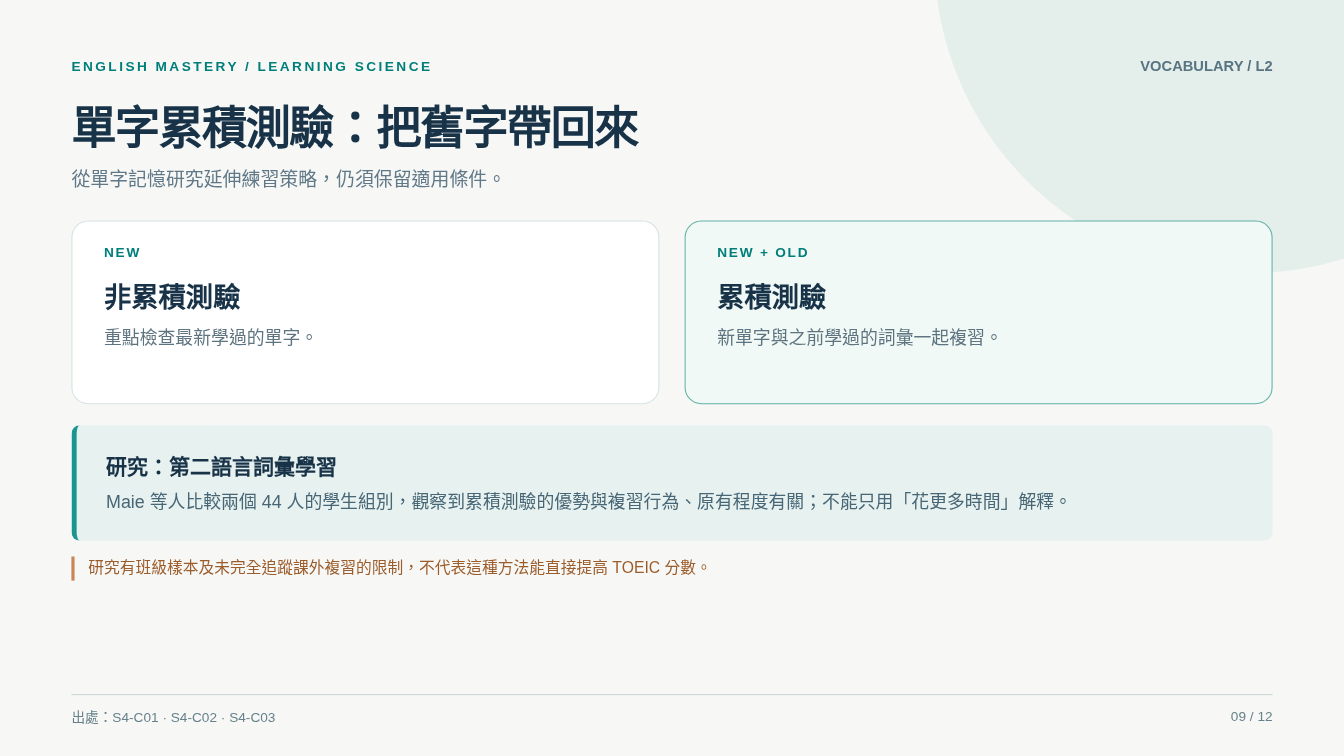 ENGLISH MASTERY / LEARNING SCIENCE
VOCABULARY / L2
單字累積測驗：把舊字帶回來
從單字記憶研究延伸練習策略，仍須保留適用條件。
NEW
非累積測驗
重點檢查最新學過的單字。
NEW + OLD
累積測驗
新單字與之前學過的詞彙一起複習。
研究：第二語言詞彙學習
Maie 等人比較兩個 44 人的學生組別，觀察到累積測驗的優勢與複習行為、原有程度有關；不能只用「花更多時間」解釋。
研究有班級樣本及未完全追蹤課外複習的限制，不代表這種方法能直接提高 TOEIC 分數。
出處：S4-C01 · S4-C02 · S4-C03
09 / 12